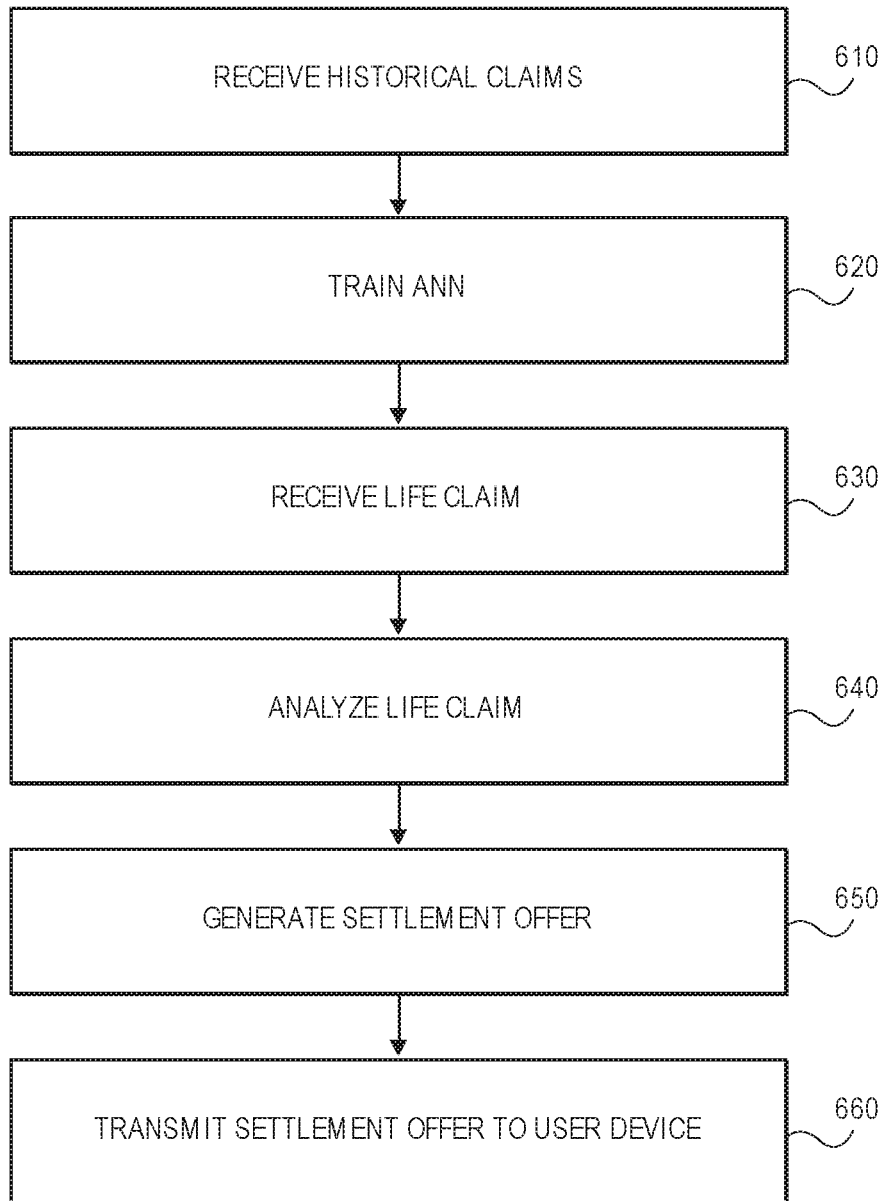 RECEIVE HISTORICAL CLAIMS
610
TRAIN ANN
620
RECEIVE LIFE CLAIM
630
ANALYZE LIFE CLAIM
640
GENERATE SETTLEMENT OFFER
650
TRANSMIT SETTLEMENT OFFER TO USER DEVICE
660